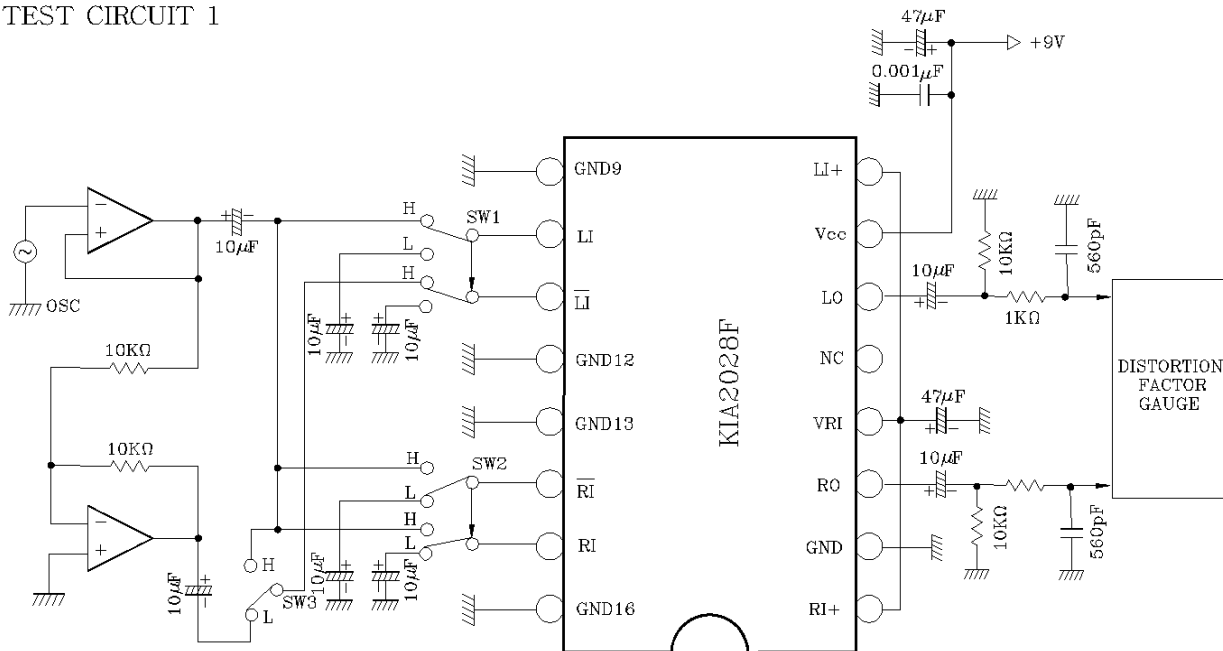 TEST CIRCUIT 1
47μF
- +
+9V
0.001μF
GND9
LI+
H
SW1
LI
Vcc
+ -
10μF
L
10μF
10KΩ
560pF
H
LI
LO
+ -
1KΩ
OSC
10μF
10μF
10KΩ
GND12
NC
KIA2028F
DISTORTION
FACTOR
GAUGE
GND13
47μF
VRI
+ -
10KΩ
H
SW2
10μF
L
RI
RO
+ -
H
L
RI
GND
10KΩ
560pF
H
10μF
10μF
10μF
SW3
L
GND16
RI+